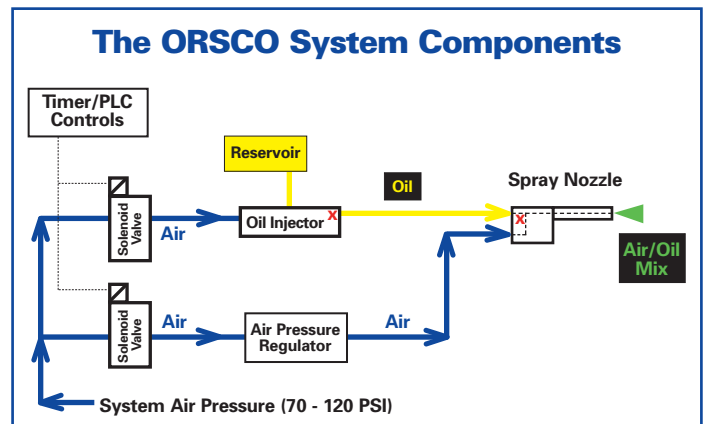 The ORSCO System Components
Timer/PLC
Controls
Reservoir
Oil
Spray Nozzle
Solenoid
Valve
Air
Oil Injector
X
X
Air/Oil
Mix
Solenoid
Valve
Air
Air Pressure
Regulator
Air
System Air Pressure (70 - 120 PSI)